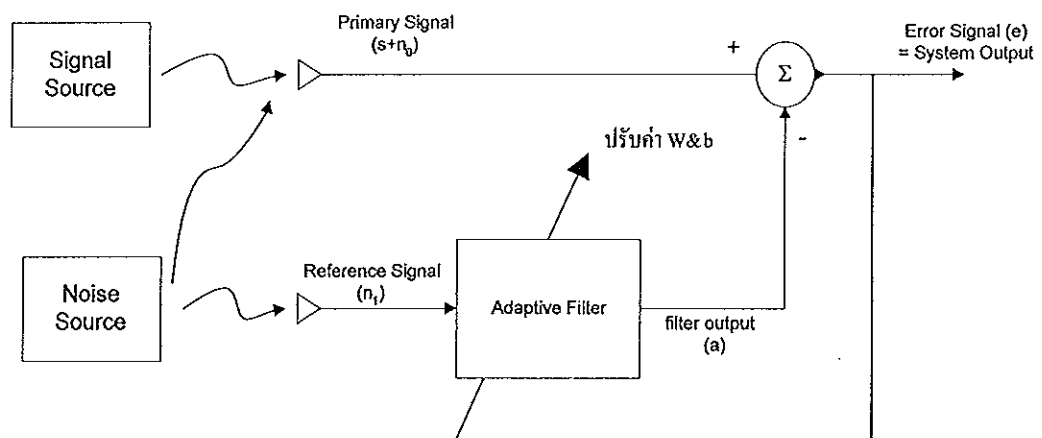 Signal
Source
Primary Signal
(s+n₀)
+
Σ
Error Signal (e)
= System Output
ปรับค่า W&b
-
Noise
Source
Reference Signal
(n₁)
Adaptive Filter
filter output
(a)